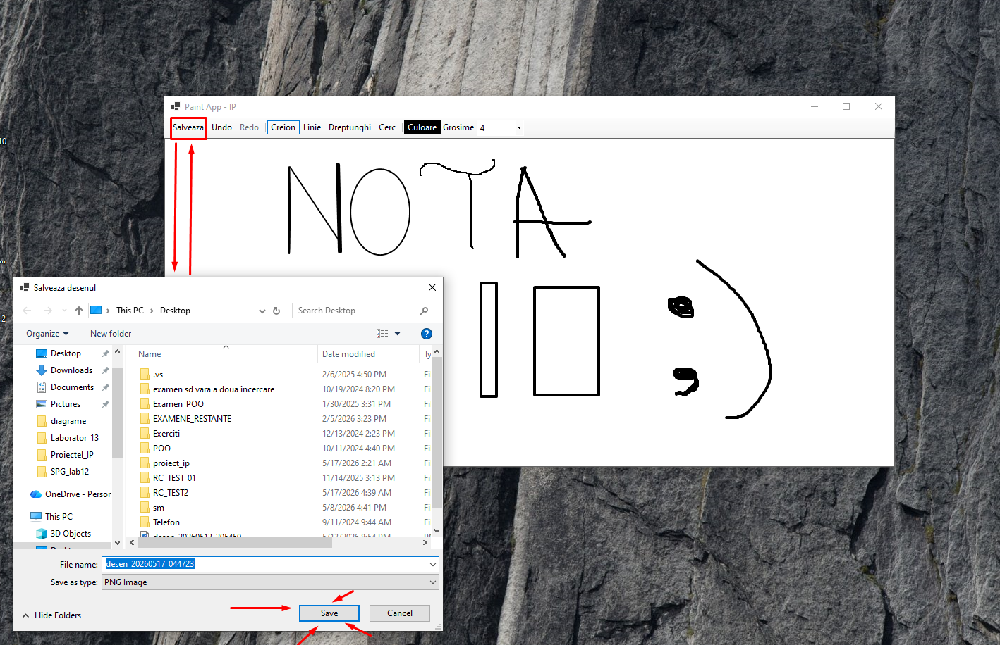 10
...
_2
Paint App - IP
Salveaza Undo Redo Creion Linie Dreptunghi Cerc Culoare Grosime 4
NOTA
10 :)
Salveaza desenul
This PC > Desktop
Search Desktop
Organize New folder
?
Desktop
Downloads
Documents
Pictures
diagrame
Laborator_13
Proiectel_IP
SPG_lab12
OneDrive - Person
This PC
3D Objects
Name Date modified Ty
.vs 2/6/2025 4:50 PM Fi
examen sd vara a doua incercare 10/19/2024 8:20 PM Fi
Examen_POO 1/30/2025 3:31 PM Fi
EXAMENE_RESTANTE 2/5/2026 3:23 PM Fi
Exerciti 12/13/2024 2:23 PM Fi
POO 10/11/2024 4:40 PM Fi
proiect_ip 5/17/2026 2:21 AM Fi
RC_TEST_01 11/14/2025 3:13 PM Fi
RC_TEST2 5/17/2026 4:39 AM Fi
sm 5/8/2026 4:41 PM Fi
Telefon 9/11/2024 9:44 AM Fi
File name: desen_20260517_044723
Save as type: PNG Image
Hide Folders
Save Cancel